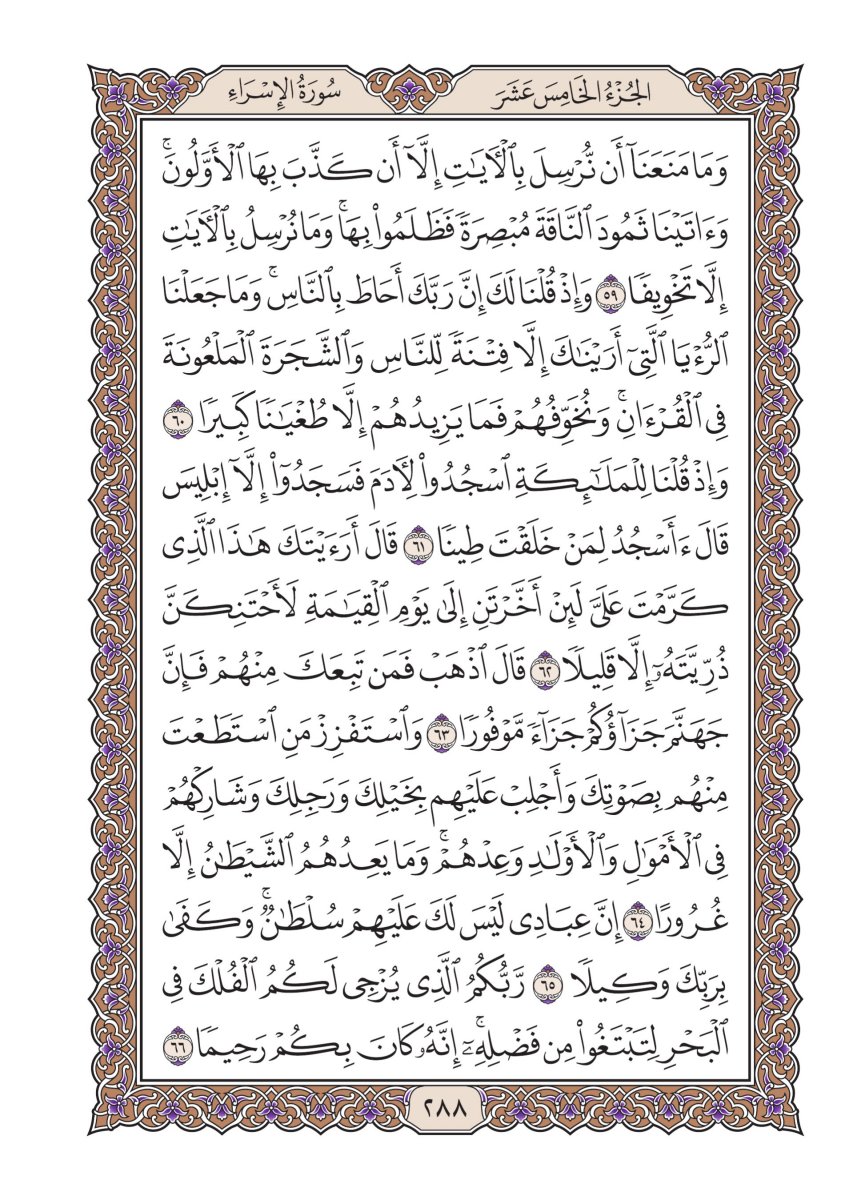 الجُزْءُ الخَامِسَ عَشَرَ
سُورَةُ الإِسْرَاءِ
وَمَا مَنَعَنَآ أَن نُّرْسِلَ بِٱلْأٓيَٰتِ إِلَّآ أَن كَذَّبَ بِهَا ٱلْأَوَّلُونَۚ
وَءَاتَيْنَا ثَمُودَ ٱلنَّاقَةَ مُبْصِرَةً فَظَلَمُوا۟ بِهَاۚ وَمَا نُرْسِلُ بِٱلْأٓيَٰتِ
إِلَّا تَخْوِيفًا ٥٩ وَإِذْ قُلْنَا لَكَ إِنَّ رَبَّكَ أَحَاطَ بِٱلنَّاسِۚ وَمَا جَعَلْنَا
ٱلرُّءْيَا ٱلَّتِىٓ أَرَيْنَٰكَ إِلَّا فِتْنَةً لِّلنَّاسِ وَٱلشَّجَرَةَ ٱلْمَلْعُونَةَ
فِى ٱلْقُرْءَانِۚ وَنُخَوِّفُهُمْ فَمَا يَزِيدُهُمْ إِلَّا طُغْيَٰنًا كَبِيرًا ٦٠
وَإِذْ قُلْنَا لِلْمَلَٰٓئِكَةِ ٱسْجُدُوا۟ لِأٓدَمَ فَسَجَدُوٓا۟ إِلَّآ إِبْلِيسَ
قَالَ ءَأَسْجُدُ لِمَنْ خَلَقْتَ طِينًا ٦١ قَالَ أَرَءَيْتَكَ هَٰذَا ٱلَّذِى
كَرَّمْتَ عَلَىَّ لَئِنْ أَخَّرْتَنِ إِلَىٰ يَوْمِ ٱلْقِيَٰمَةِ لَأَحْتَنِكَنَّ
ذُرِّيَّتَهُۥٓ إِلَّا قَلِيلًا ٦٢ قَالَ ٱذْهَبْ فَمَن تَبِعَكَ مِنْهُمْ فَإِنَّ
جَهَنَّمَ جَزَآؤُكُمْ جَزَآءً مَّوْفُورًا ٦٣ وَٱسْتَفْزِزْ مَنِ ٱسْتَطَعْتَ
مِنْهُم بِصَوْتِكَ وَأَجْلِبْ عَلَيْهِم بِخَيْلِكَ وَرَجِلِكَ وَشَارِكْهُمْ
فِى ٱلْأَمْوَٰلِ وَٱلْأَوْلَٰدِ وَعِدْهُمْۚ وَمَا يَعِدُهُمُ ٱلشَّيْطَٰنُ إِلَّا
غُرُورًا ٦٤ إِنَّ عِبَادِى لَيْسَ لَكَ عَلَيْهِمْ سُلْطَٰنٌۚ وَكَفَىٰ
بِرَبِّكَ وَكِيلًا ٦٥ رَّبُّكُمُ ٱلَّذِى يُزْجِى لَكُمُ ٱلْفُلْكَ فِى
ٱلْبَحْرِ لِتَبْتَغُوا۟ مِن فَضْلِهِۦٓۚ إِنَّهُۥ كَانَ بِكُمْ رَحِيمًا ٦٦
٢٨٨